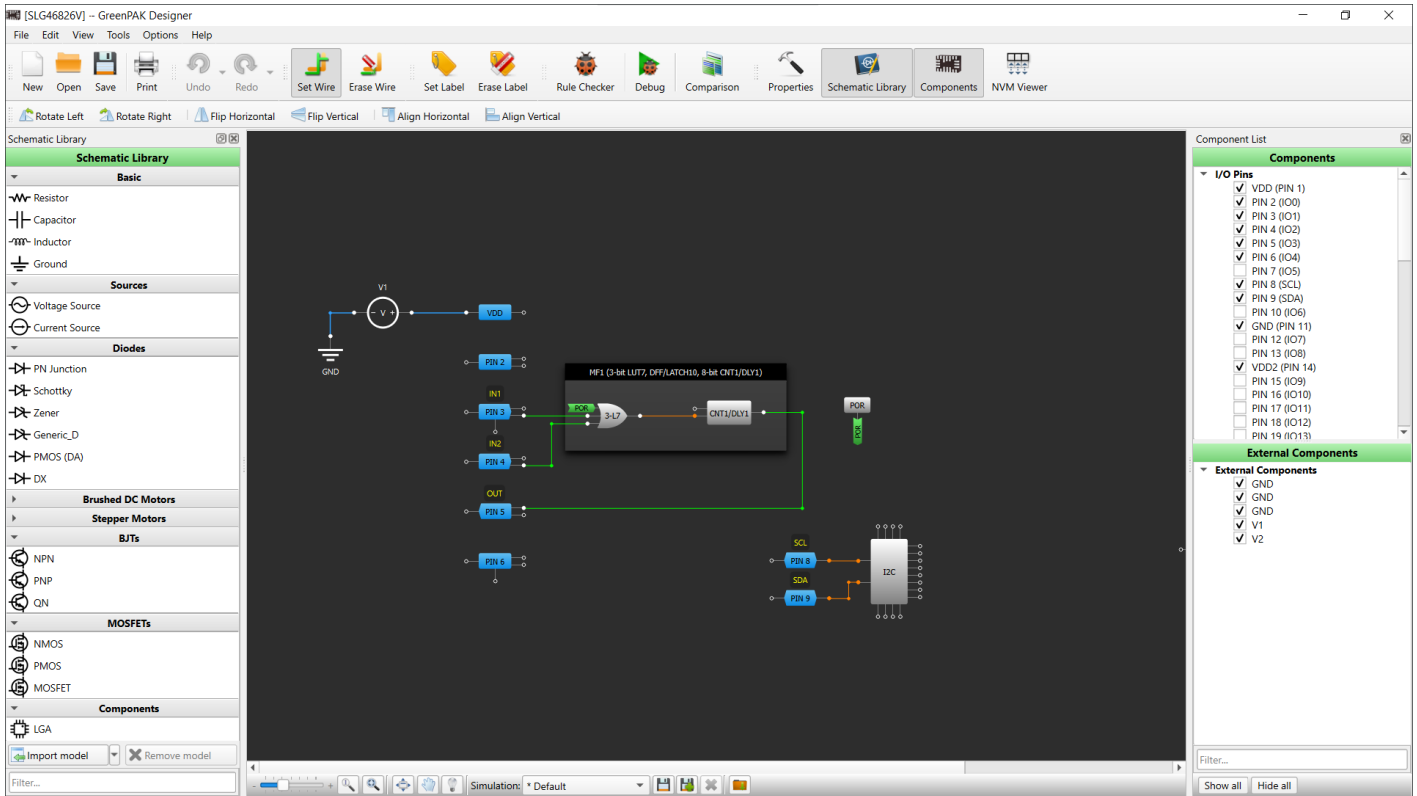 [SLG46826V] -- GreenPAK Designer
File Edit View Tools Options Help
New Open Save Print Undo Redo Set Wire Erase Wire Set Label Erase Label Rule Checker Debug Comparison Properties Schematic Library Components NVM Viewer
Rotate Left Rotate Right Flip Horizontal Flip Vertical Align Horizontal Align Vertical
Schematic Library
Schematic Library
Basic
Resistor
Capacitor
Inductor
Ground
Sources
Voltage Source
Current Source
Diodes
PN Junction
Schottky
Zener
Generic_D
PMOS (DA)
DX
Brushed DC Motors
Stepper Motors
BJTs
NPN
PNP
QN
MOSFETs
NMOS
PMOS
MOSFET
Components
LGA
Import model Remove model
Filter...
V1
- V +
VDD
GND
PIN 2
MF1 (3-bit LUT7, DFF/LATCH10, 8-bit CNT1/DLY1)
IN1
PIN 3
POR
3-L7
CNT1/DLY1
POR
POR
IN2
PIN 4
OUT
PIN 5
PIN 6
SCL
PIN 8
SDA
PIN 9
I2C
- + Simulation: * Default
Component List
Components
I/O Pins
VDD (PIN 1)
PIN 2 (IO0)
PIN 3 (IO1)
PIN 4 (IO2)
PIN 5 (IO3)
PIN 6 (IO4)
PIN 7 (IO5)
PIN 8 (SCL)
PIN 9 (SDA)
PIN 10 (IO6)
GND (PIN 11)
PIN 12 (IO7)
PIN 13 (IO8)
VDD2 (PIN 14)
PIN 15 (IO9)
PIN 16 (IO10)
PIN 17 (IO11)
PIN 18 (IO12)
PIN 19 (IO13)
External Components
External Components
GND
GND
GND
V1
V2
Filter...
Show all Hide all